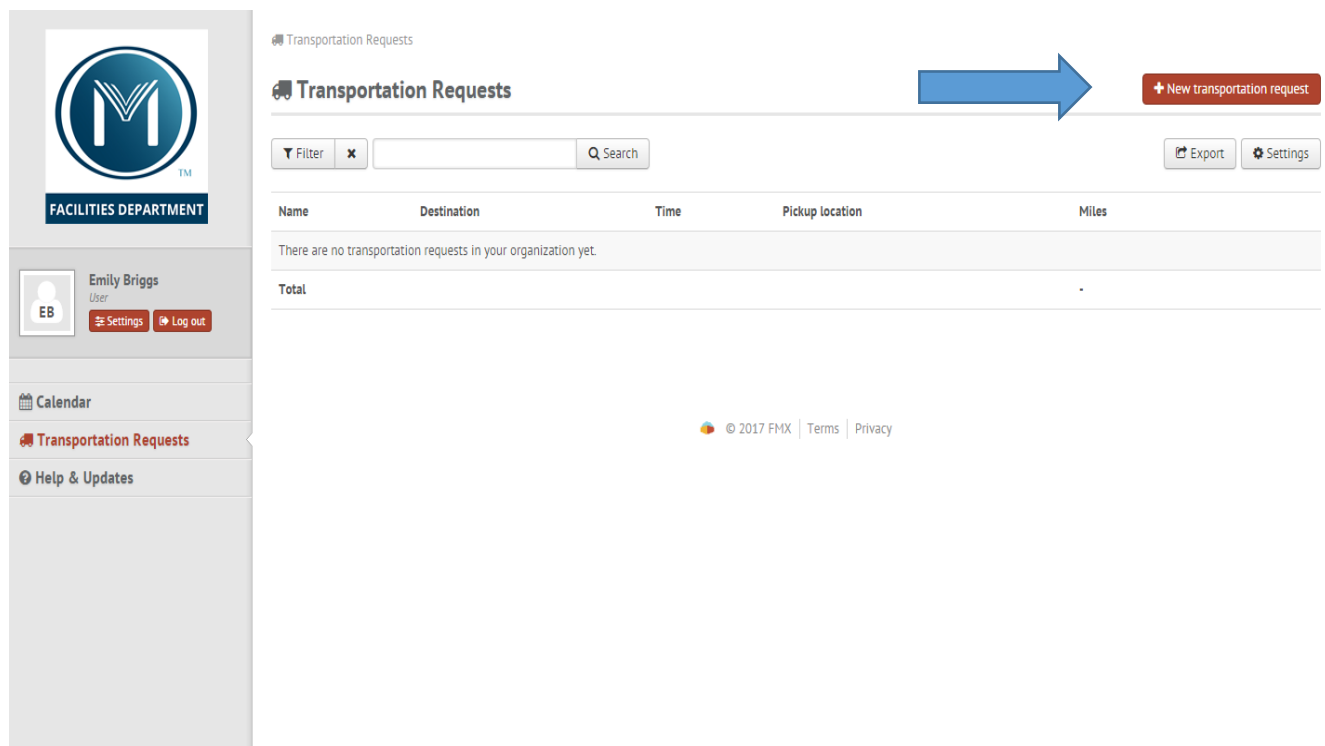 M
TM
FACILITIES DEPARTMENT
EB
Emily Briggs
User
Settings Log out
Calendar
Transportation Requests
Help & Updates
Transportation Requests
Transportation Requests
New transportation request
Filter Search
Export Settings
Name Destination Time Pickup location Miles
There are no transportation requests in your organization yet.
Total -
© 2017 FMX Terms Privacy